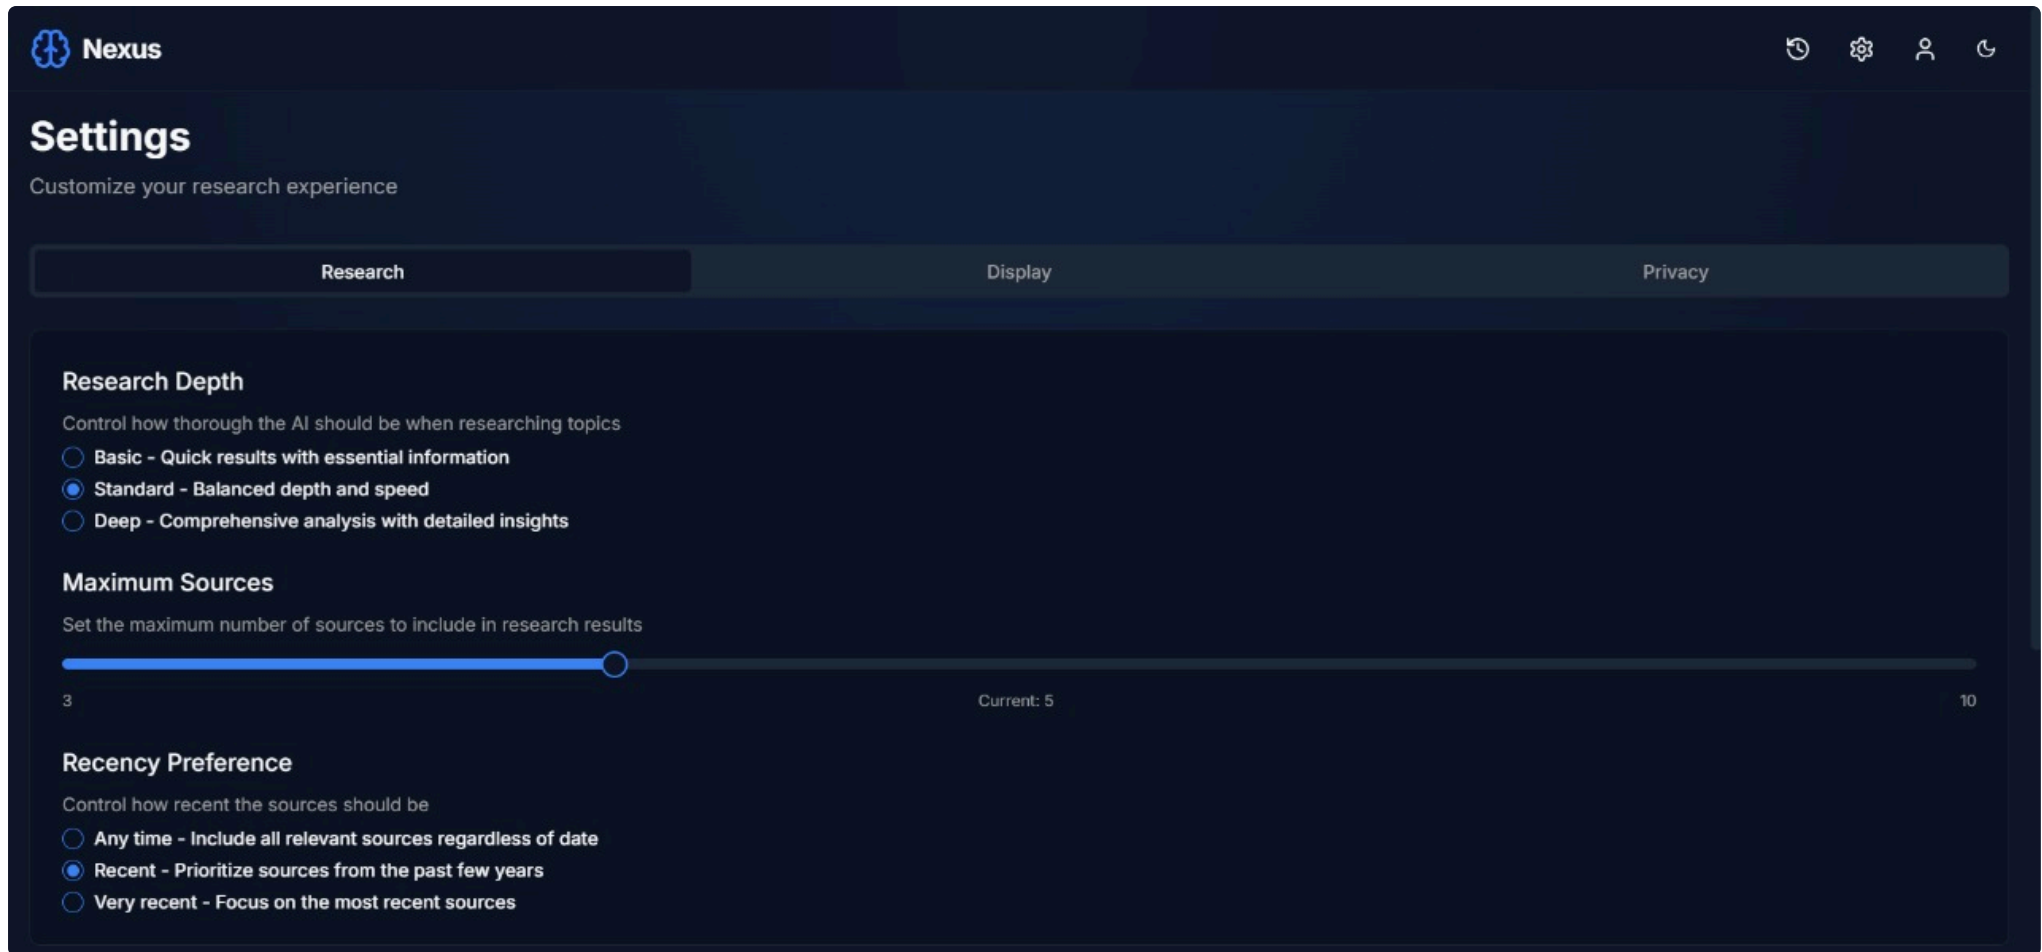 Nexus
Settings
Customize your research experience
Research
Display
Privacy
Research Depth
Control how thorough the AI should be when researching topics
Basic - Quick results with essential information
Standard - Balanced depth and speed
Deep - Comprehensive analysis with detailed insights
Maximum Sources
Set the maximum number of sources to include in research results
3
Current: 5
10
Recency Preference
Control how recent the sources should be
Any time - Include all relevant sources regardless of date
Recent - Prioritize sources from the past few years
Very recent - Focus on the most recent sources